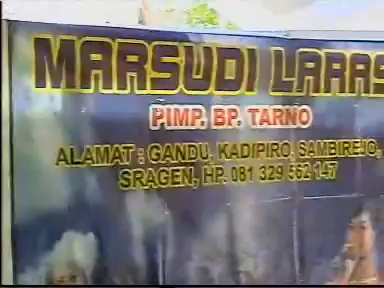 MARSUDI LARAS
PIMP. BP. TARNO
ALAMAT : GANDU, KADIPIRO, SAMBIREJO,
SRAGEN, HP. 081 329 562 147